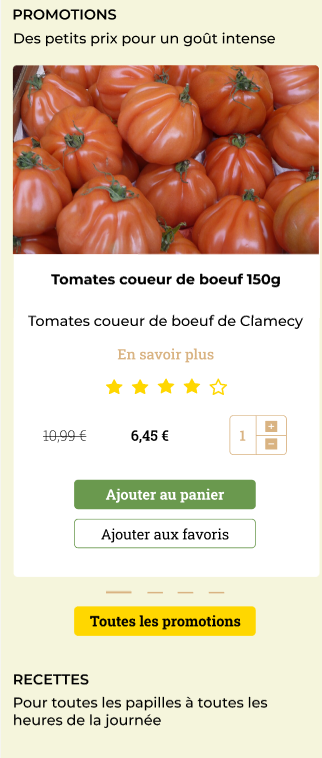 PROMOTIONS
Des petits prix pour un goût intense
Tomates coueur de boeuf 150g
Tomates coueur de boeuf de Clamecy
En savoir plus
10,99 € 6,45 € 1
Ajouter au panier
Ajouter aux favoris
Toutes les promotions
RECETTES
Pour toutes les papilles à toutes les
heures de la journée